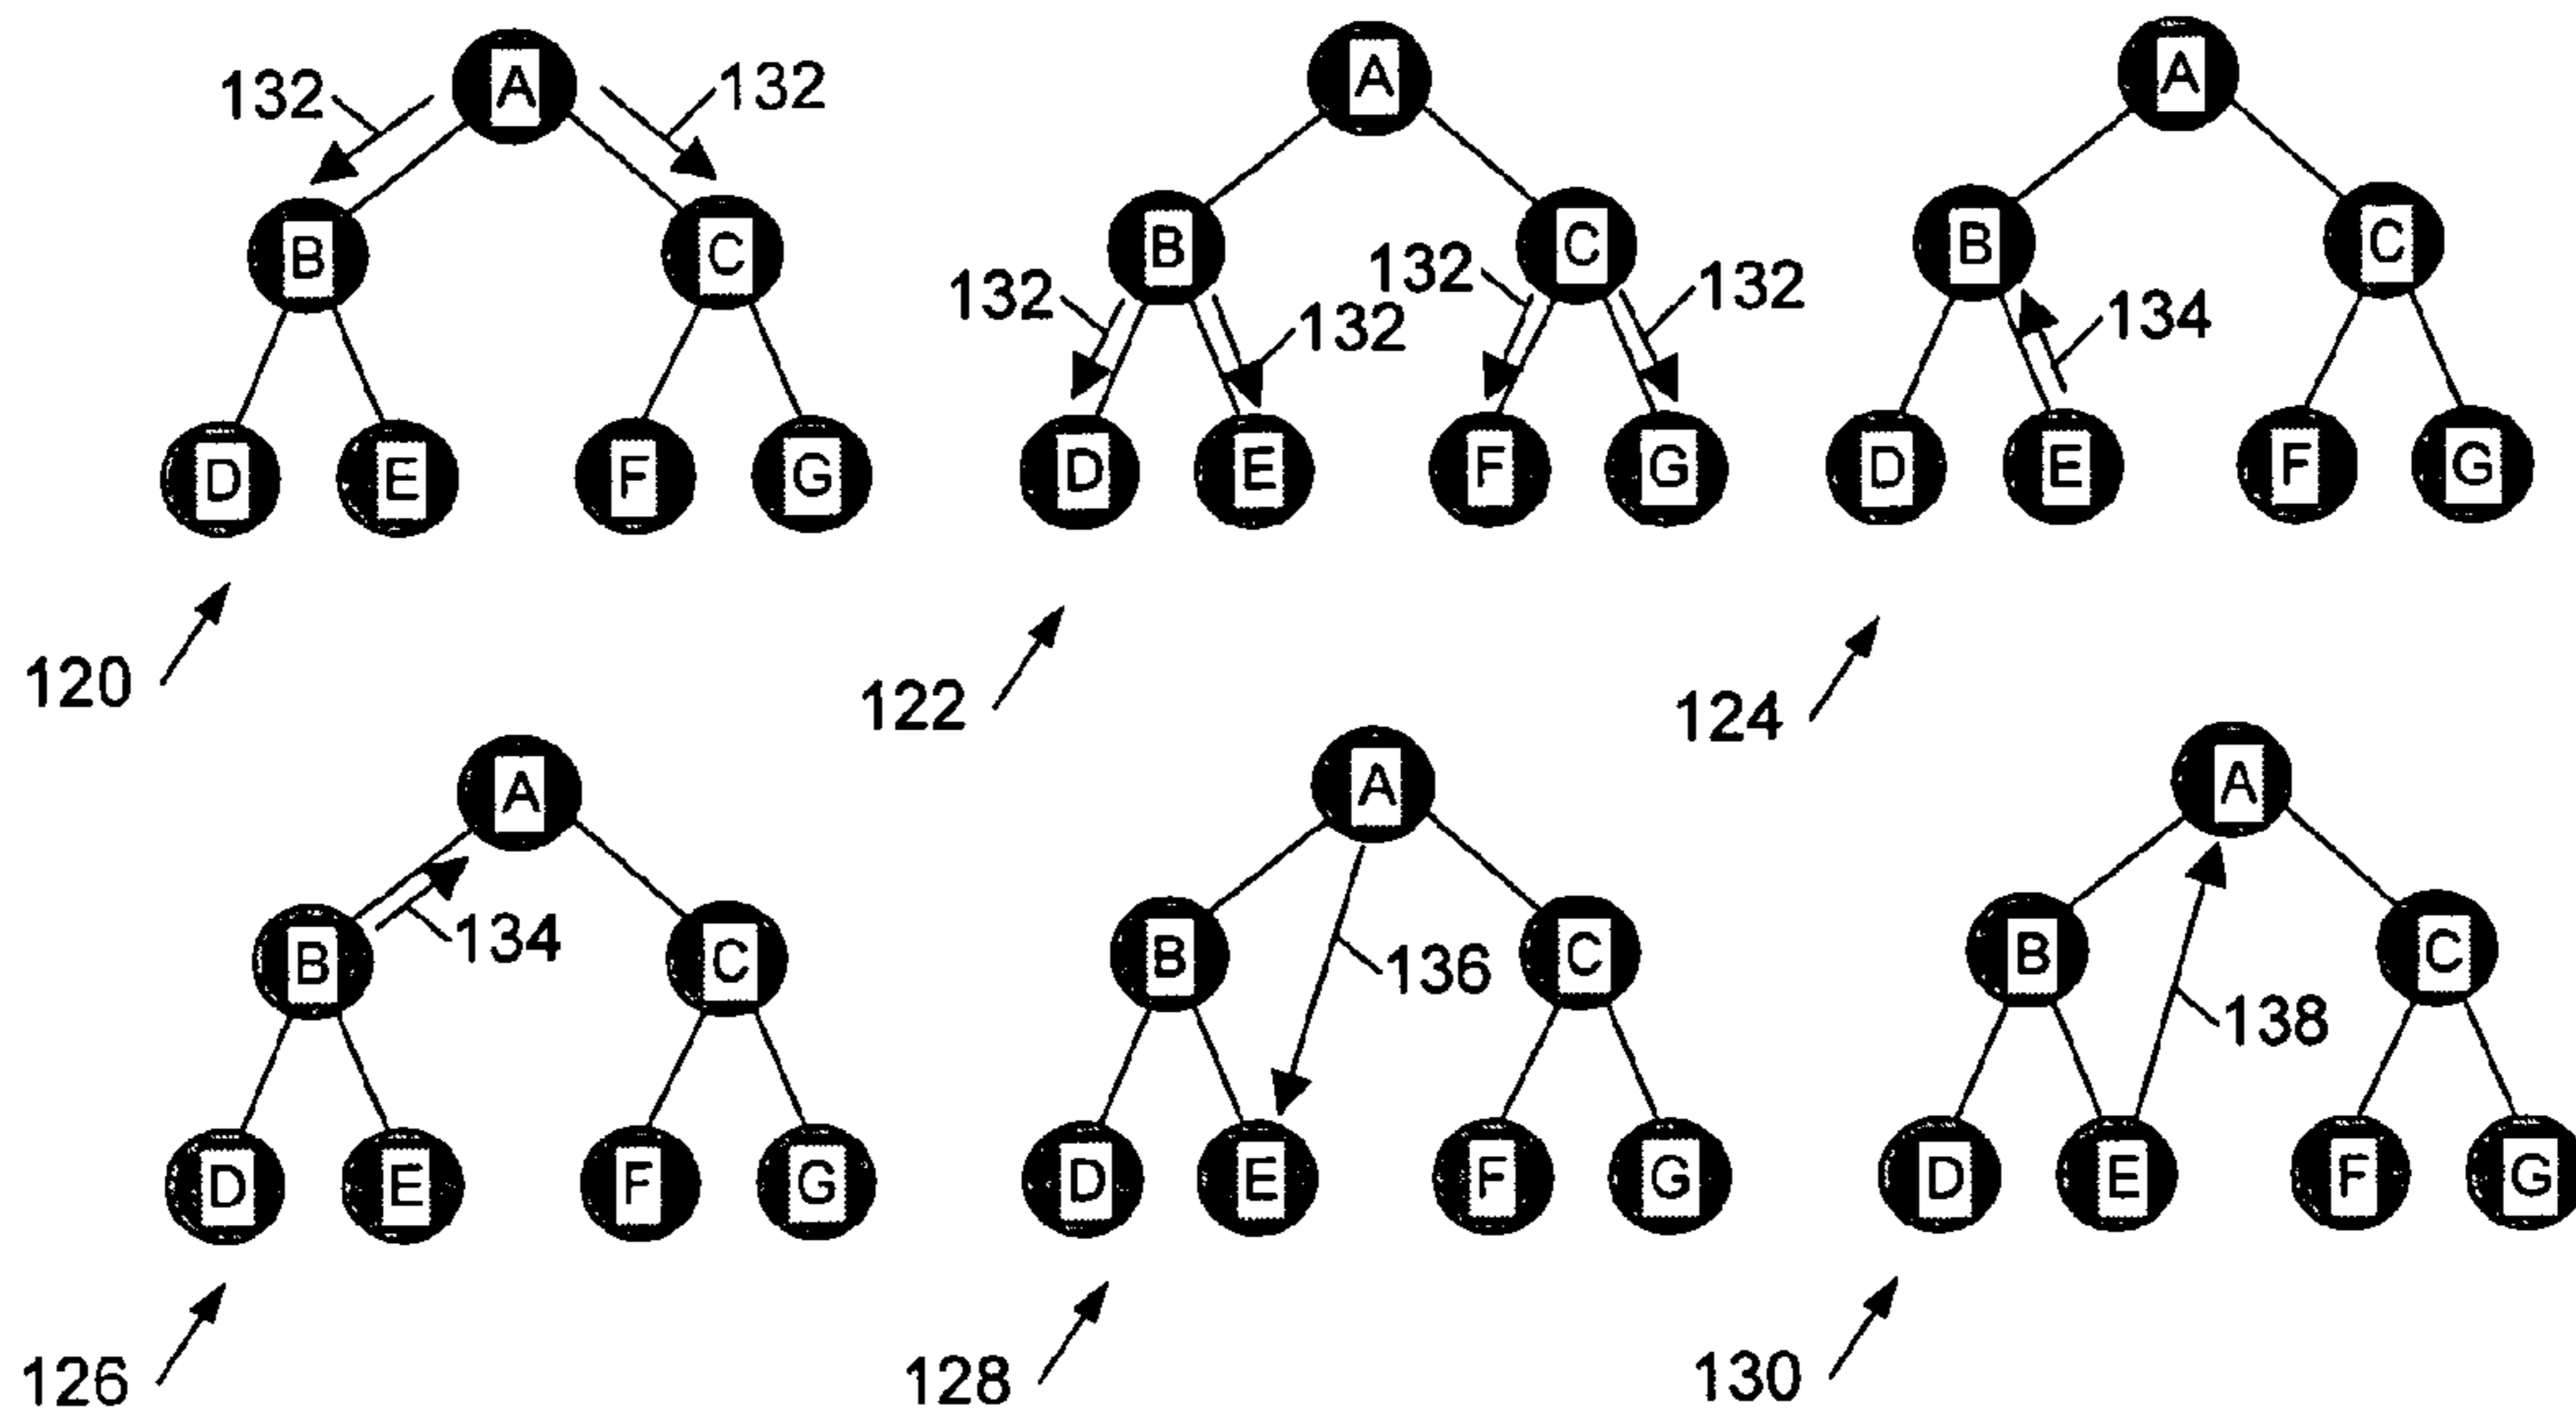 A A A
132 132
B C B C B C
132 132 132 132 134
D E F G D E F G D E F G
120 122 124
A A A
134
B C B C B C
136 138
D E F G D E F G D E F G
126 128 130